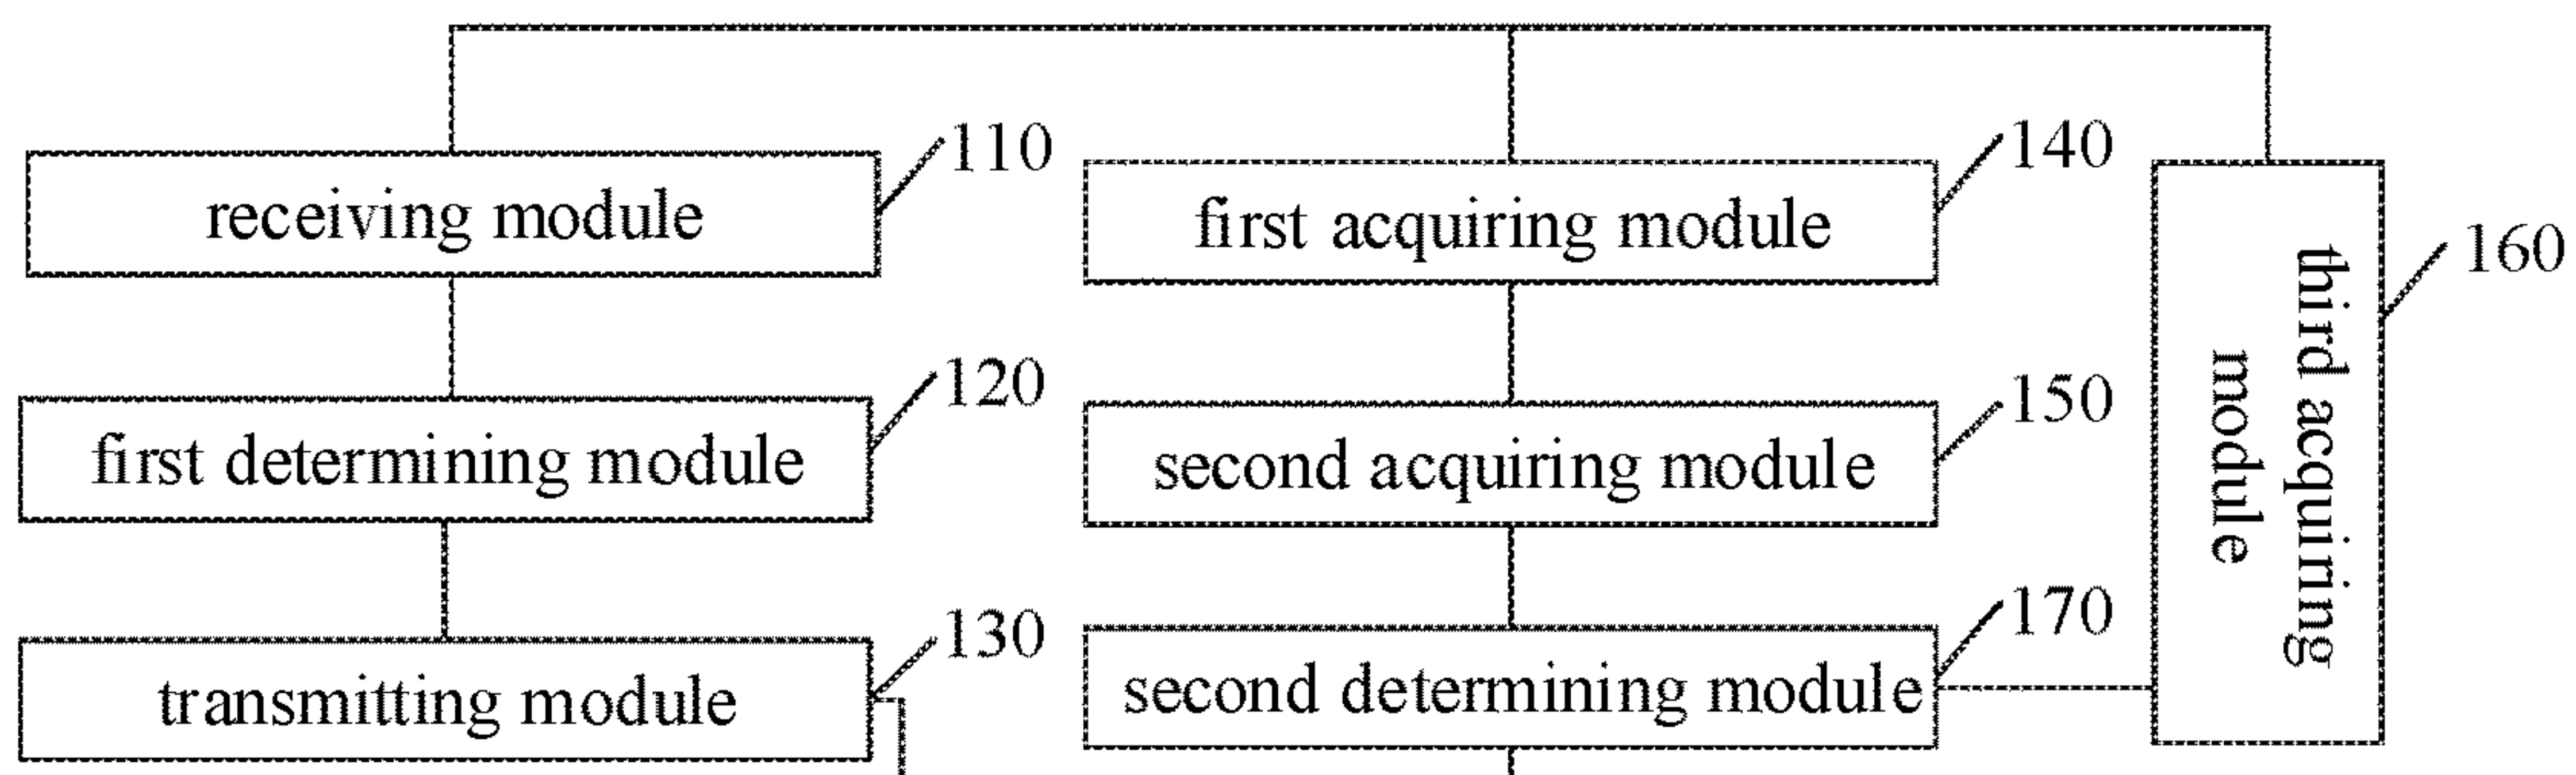 receiving module
110
first determining module
120
transmitting module
130
first acquiring module
140
second acquiring module
150
second determining module
170
third acquiring
module
160